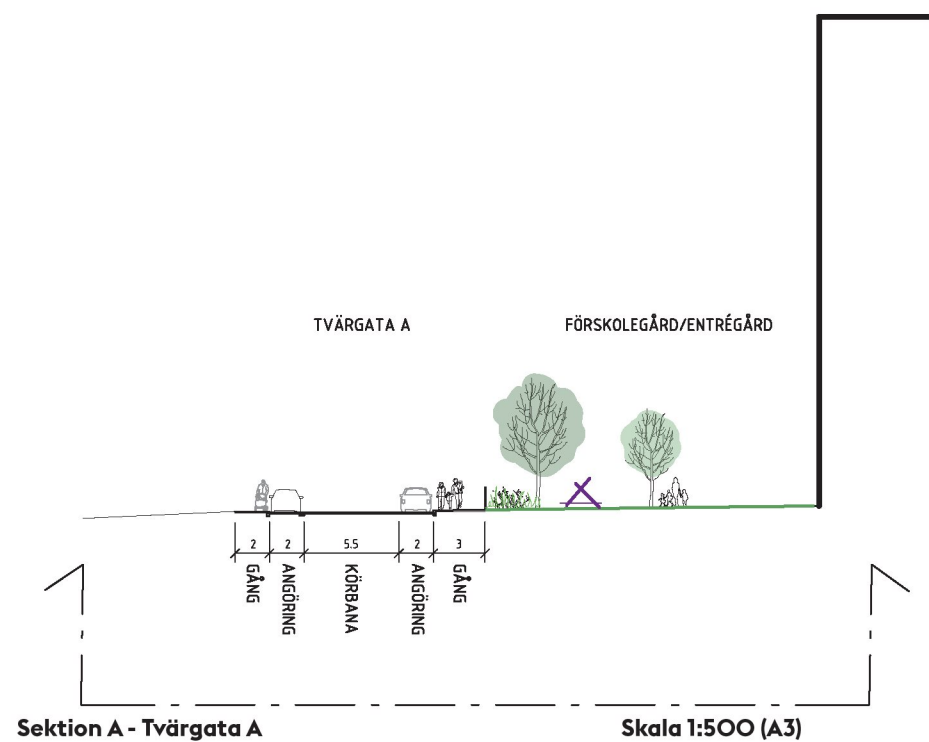 TVÄRGATA A
FÖRSKOLEGÅRD/ENTRÉGÅRD
2 2 5.5 2 3
GÅNG
ANGÖRING
KÖRBANA
ANGÖRING
GÅNG
Sektion A - Tvärgata A
Skala 1:500 (A3)